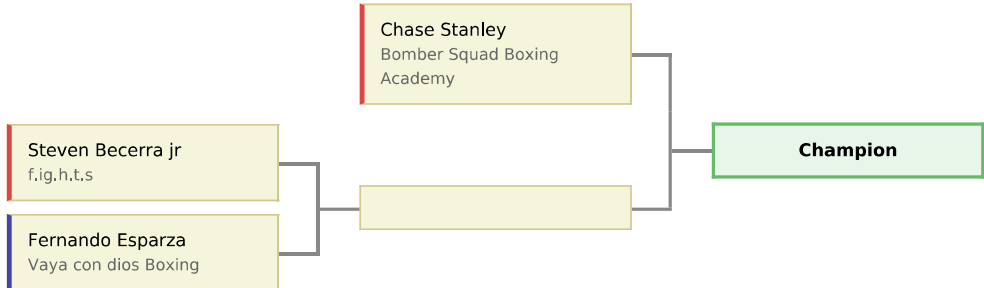 Chase Stanley
Bomber Squad Boxing
Academy
Steven Becerra jr
f.ig.h.t.s
Champion
Fernando Esparza
Vaya con dios Boxing